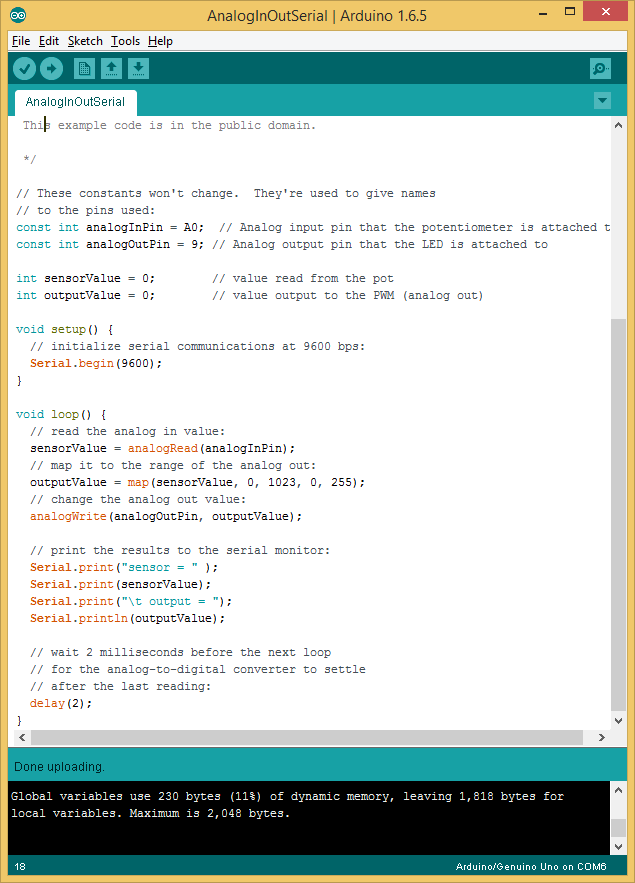 AnalogInOutSerial | Arduino 1.6.5
File Edit Sketch Tools Help
AnalogInOutSerial
This example code is in the public domain.
*/
// These constants won't change.  They're used to give names
// to the pins used:
const int analogInPin = A0;  // Analog input pin that the potentiometer is attached t
const int analogOutPin = 9; // Analog output pin that the LED is attached to
int sensorValue = 0;        // value read from the pot
int outputValue = 0;        // value output to the PWM (analog out)
void setup() {
  // initialize serial communications at 9600 bps:
  Serial.begin(9600);
}
void loop() {
  // read the analog in value:
  sensorValue = analogRead(analogInPin);
  // map it to the range of the analog out:
  outputValue = map(sensorValue, 0, 1023, 0, 255);
  // change the analog out value:
  analogWrite(analogOutPin, outputValue);
  // print the results to the serial monitor:
  Serial.print("sensor = " );
  Serial.print(sensorValue);
  Serial.print("\t output = ");
  Serial.println(outputValue);
  // wait 2 milliseconds before the next loop
  // for the analog-to-digital converter to settle
  // after the last reading:
  delay(2);
}
Done uploading.
Global variables use 230 bytes (11%) of dynamic memory, leaving 1,818 bytes for
local variables. Maximum is 2,048 bytes.
18 Arduino/Genuino Uno on COM6